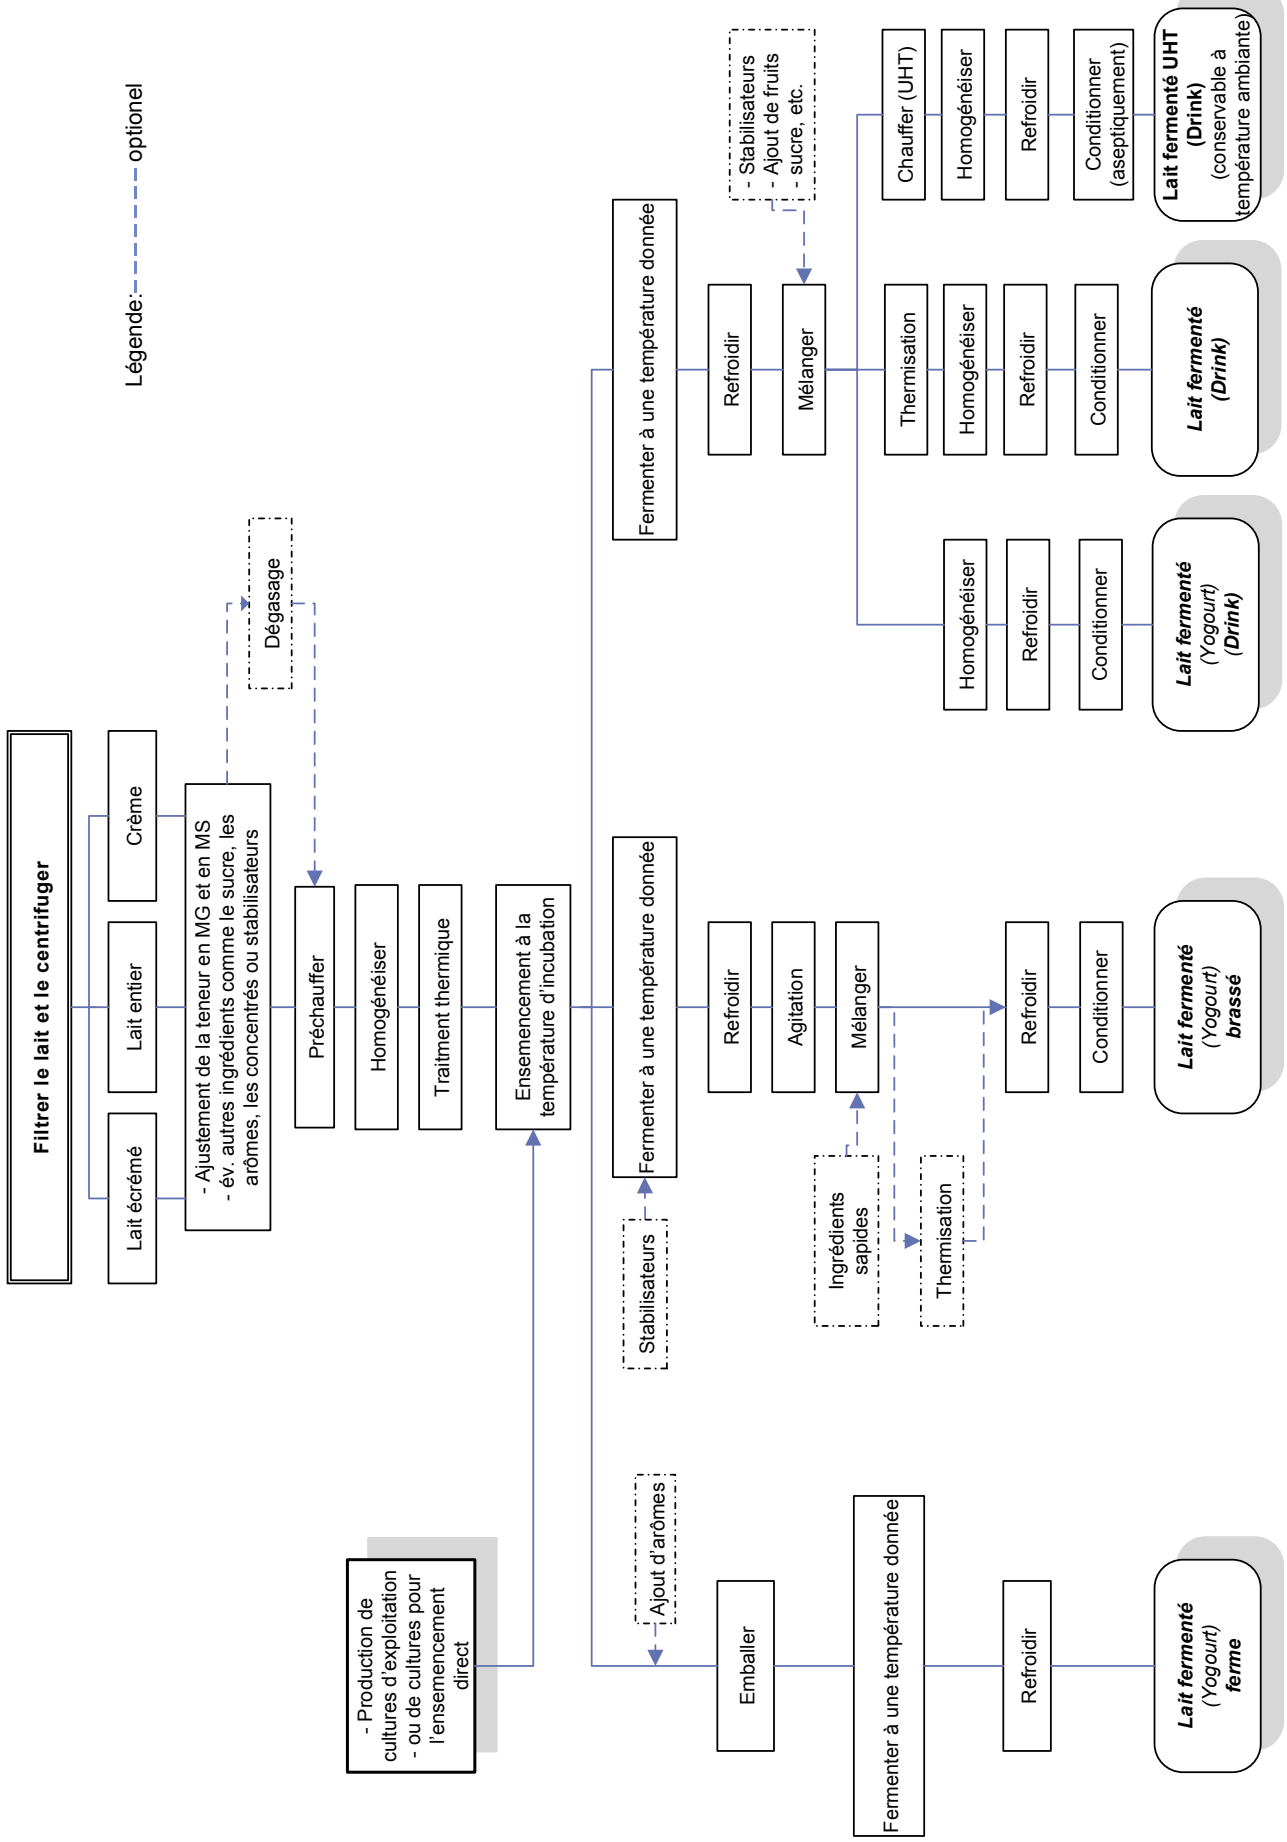 Légende: optionel
Filtrer le lait et le centrifuger
Lait écrémé
Lait entier
Crème
- Ajustement de la teneur en MG et en MS
- év. autres ingrédients comme le sucre, les
arômes, les concentrés ou stabilisateurs
Dégasage
Préchauffer
Homogénéiser
Traitment thermique
- Production de
cultures d'exploitation
- ou de cultures pour
l'ensemencement
direct
Ensemencement à la
température d'incubation
Ajout d'arômes
Emballer
Fermenter à une température donnée
Refroidir
Lait fermenté
(Yogourt)
ferme
Stabilisateurs
Fermenter à une température donnée
Refroidir
Agitation
Ingrédients
sapides
Mélanger
Thermisation
Refroidir
Conditionner
Lait fermenté
(Yogourt)
brassé
Fermenter à une température donnée
Refroidir
- Stabilisateurs
- Ajout de fruits
- sucre, etc.
Mélanger
Homogénéiser
Refroidir
Conditionner
Lait fermenté
(Yogourt)
(Drink)
Thermisation
Homogénéiser
Refroidir
Conditionner
Lait fermenté
(Drink)
Chauffer (UHT)
Homogénéiser
Refroidir
Conditionner
(aseptiquement)
Lait fermenté UHT
(Drink)
(conservable à
température ambiante)